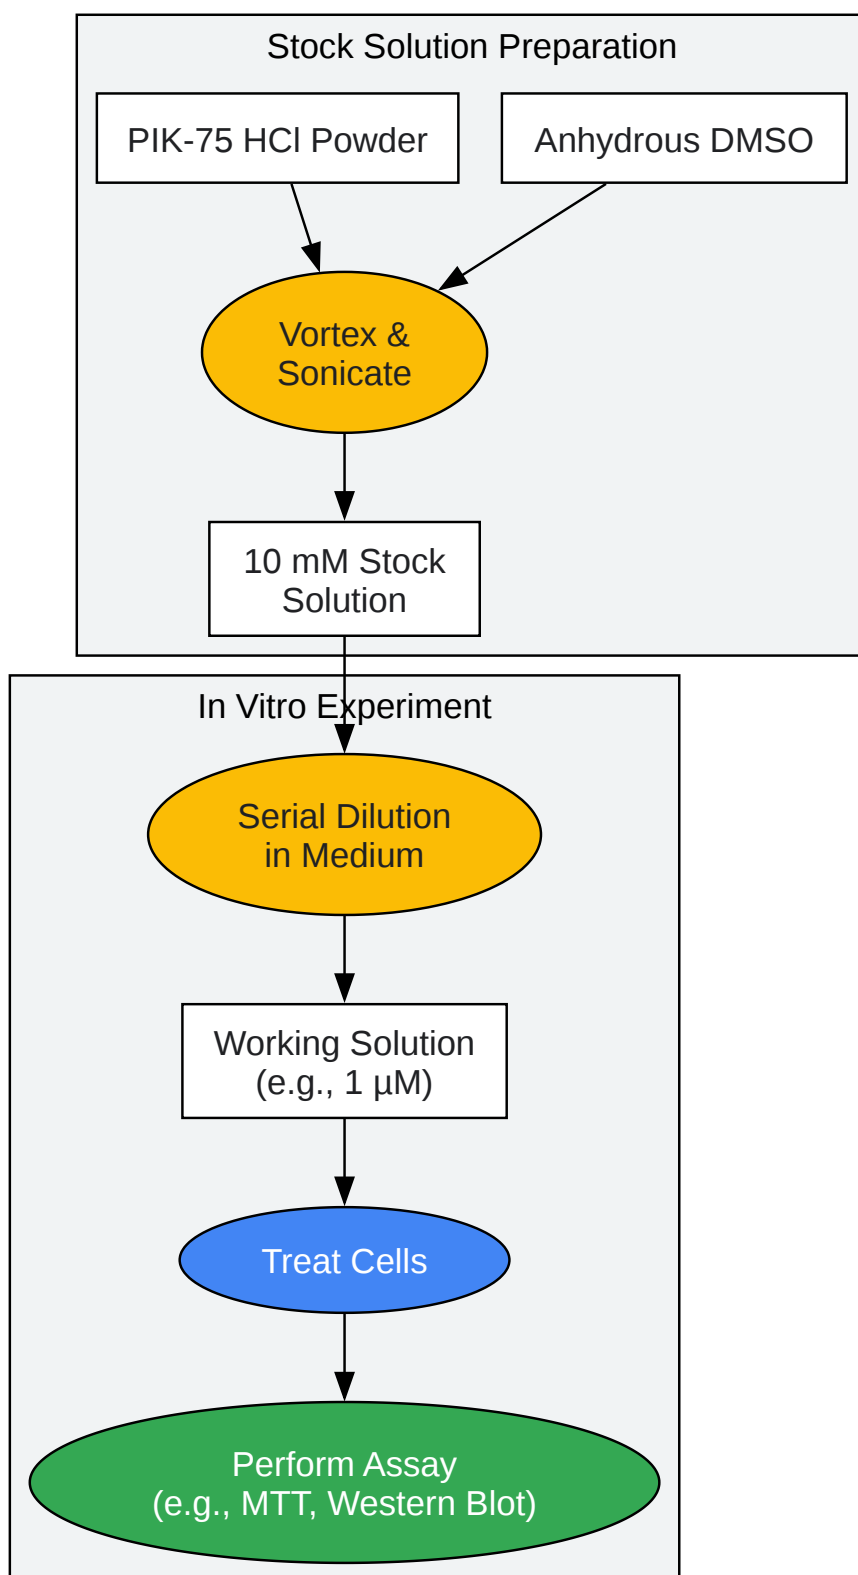 Stock Solution Preparation
PIK-75 HCl Powder
Anhydrous DMSO
Vortex &
Sonicate
10 mM Stock
Solution
In Vitro Experiment
Serial Dilution
in Medium
Working Solution
(e.g., 1 µM)
Treat Cells
Perform Assay
(e.g., MTT, Western Blot)